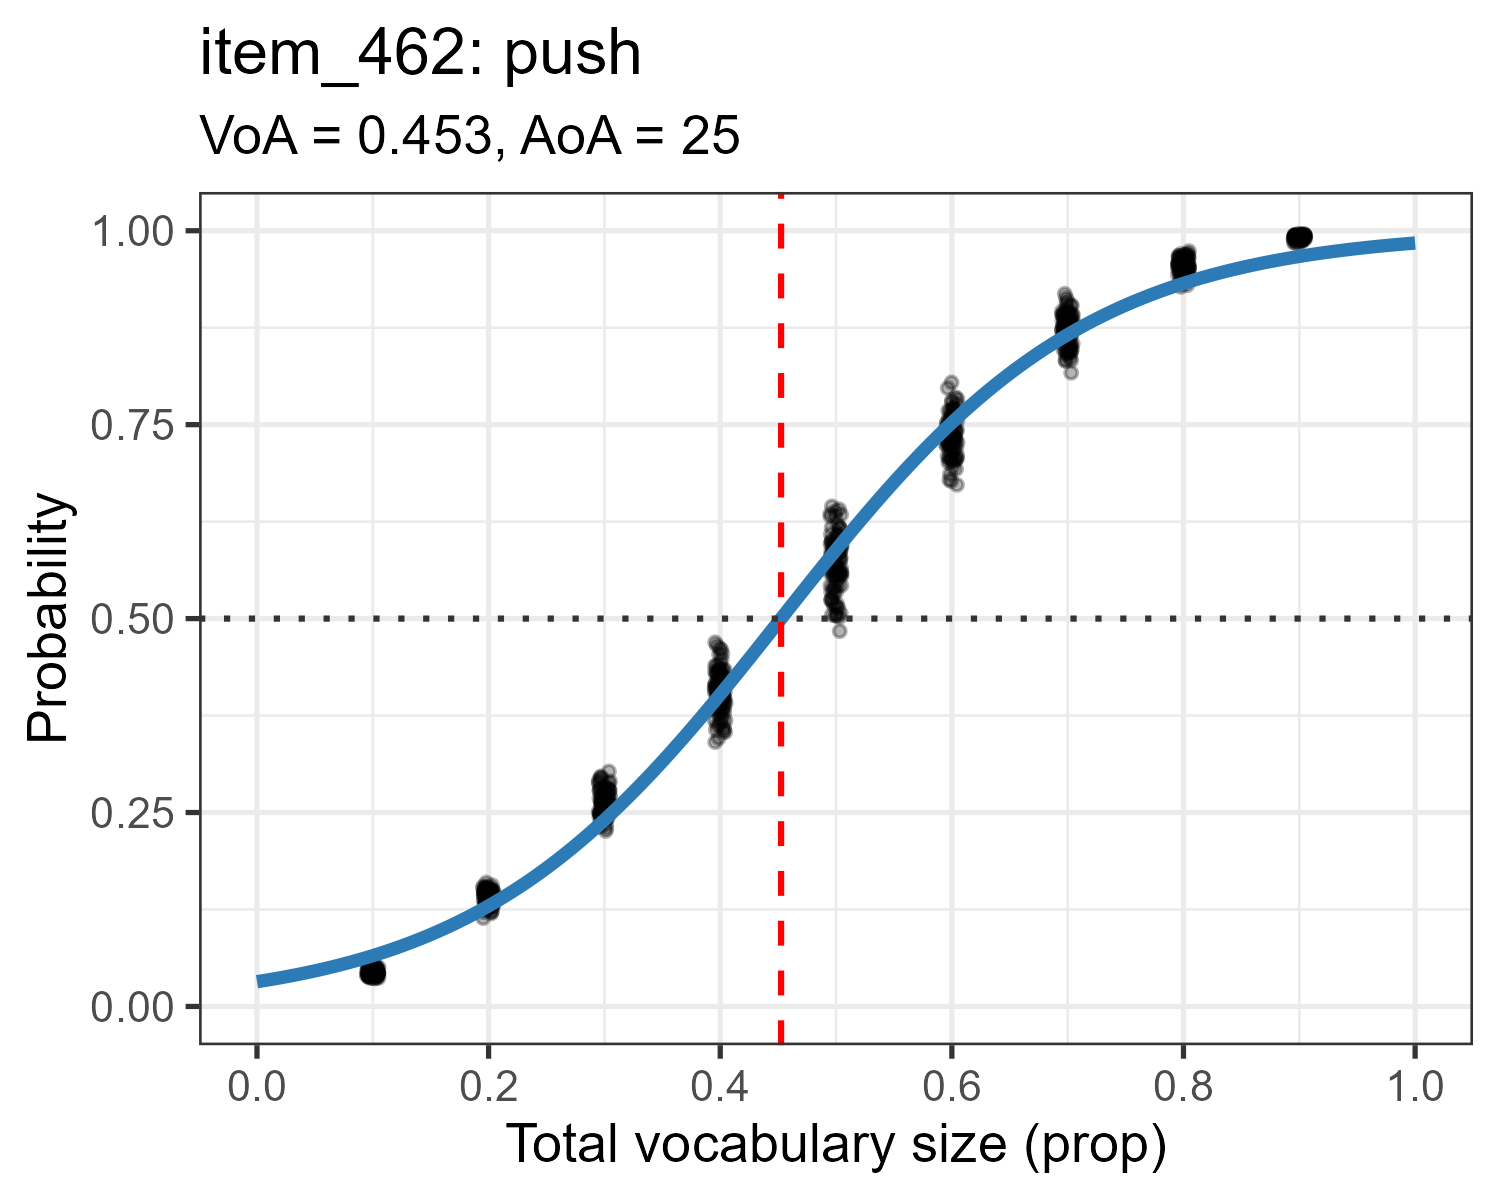 item_462: push
VoA = 0.453, AoA = 25
1.00
0.75
0.50
0.25
0.00
Probability
0.0 0.2 0.4 0.6 0.8 1.0
Total vocabulary size (prop)